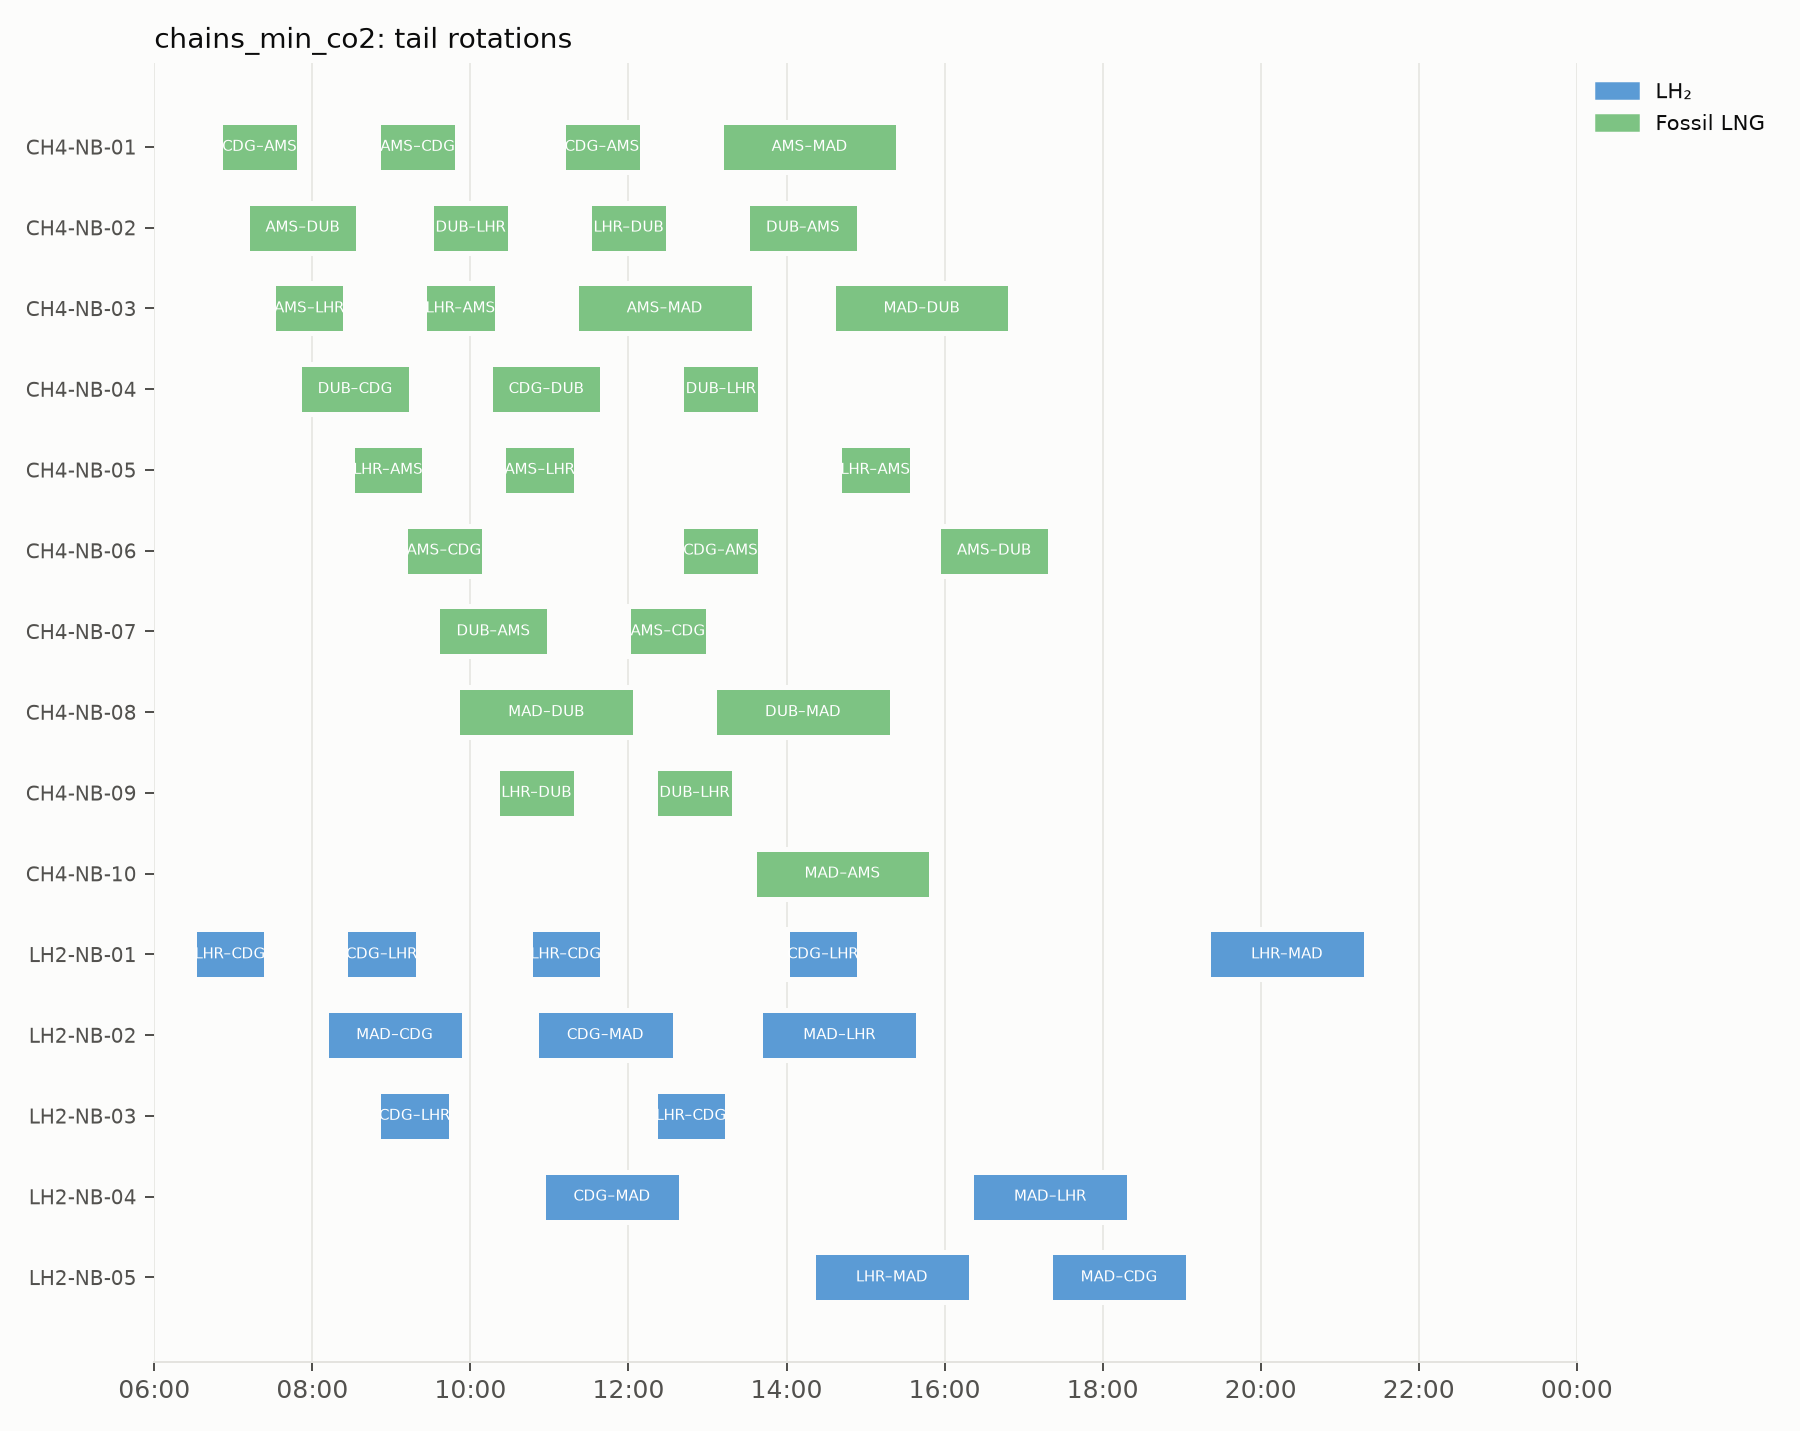 chains_min_co2: tail rotations
LH₂
Fossil LNG
CH4-NB-01 CDG–AMS AMS–CDG CDG–AMS AMS–MAD
CH4-NB-02 AMS–DUB DUB–LHR LHR–DUB DUB–AMS
CH4-NB-03 AMS–LHR LHR–AMS AMS–MAD MAD–DUB
CH4-NB-04 DUB–CDG CDG–DUB DUB–LHR
CH4-NB-05 LHR–AMS AMS–LHR LHR–AMS
CH4-NB-06 AMS–CDG CDG–AMS AMS–DUB
CH4-NB-07 DUB–AMS AMS–CDG
CH4-NB-08 MAD–DUB DUB–MAD
CH4-NB-09 LHR–DUB DUB–LHR
CH4-NB-10 MAD–AMS
LH2-NB-01 LHR–CDG CDG–LHR LHR–CDG CDG–LHR LHR–MAD
LH2-NB-02 MAD–CDG CDG–MAD MAD–LHR
LH2-NB-03 CDG–LHR LHR–CDG
LH2-NB-04 CDG–MAD MAD–LHR
LH2-NB-05 LHR–MAD MAD–CDG
06:00 08:00 10:00 12:00 14:00 16:00 18:00 20:00 22:00 00:00